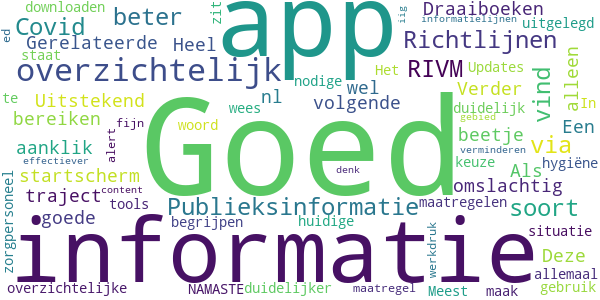 downloaden
zit
app
iig
Draaiboeken
informatielijnen
ed
Covid
beter
uitgelegd
Gerelateerde
Heel
Richtlijnen
staat
overzichtelijk
RIVM
Het
Updates
alleen
nodige
Verder
vind
te
Uitstekend
nl
wel
volgende
In
bereiken
wees
duidelijk
gebied
fijn
woord
Goed
beetje
via
Een
aanklik
alert
verminderen
effectiever
denk
keuze
Als
hygiëne
startscherm
zorgpersoneel
traject
content
omslachtig
goede
tools
Publieksinformatie
maatregelen
soort
huidige
begrijpen
werkdruk
situatie
informatie
Deze
allemaal
overzichtelijke
NAMASTE
duidelijker
maatregel
Meest
maak
gebruik